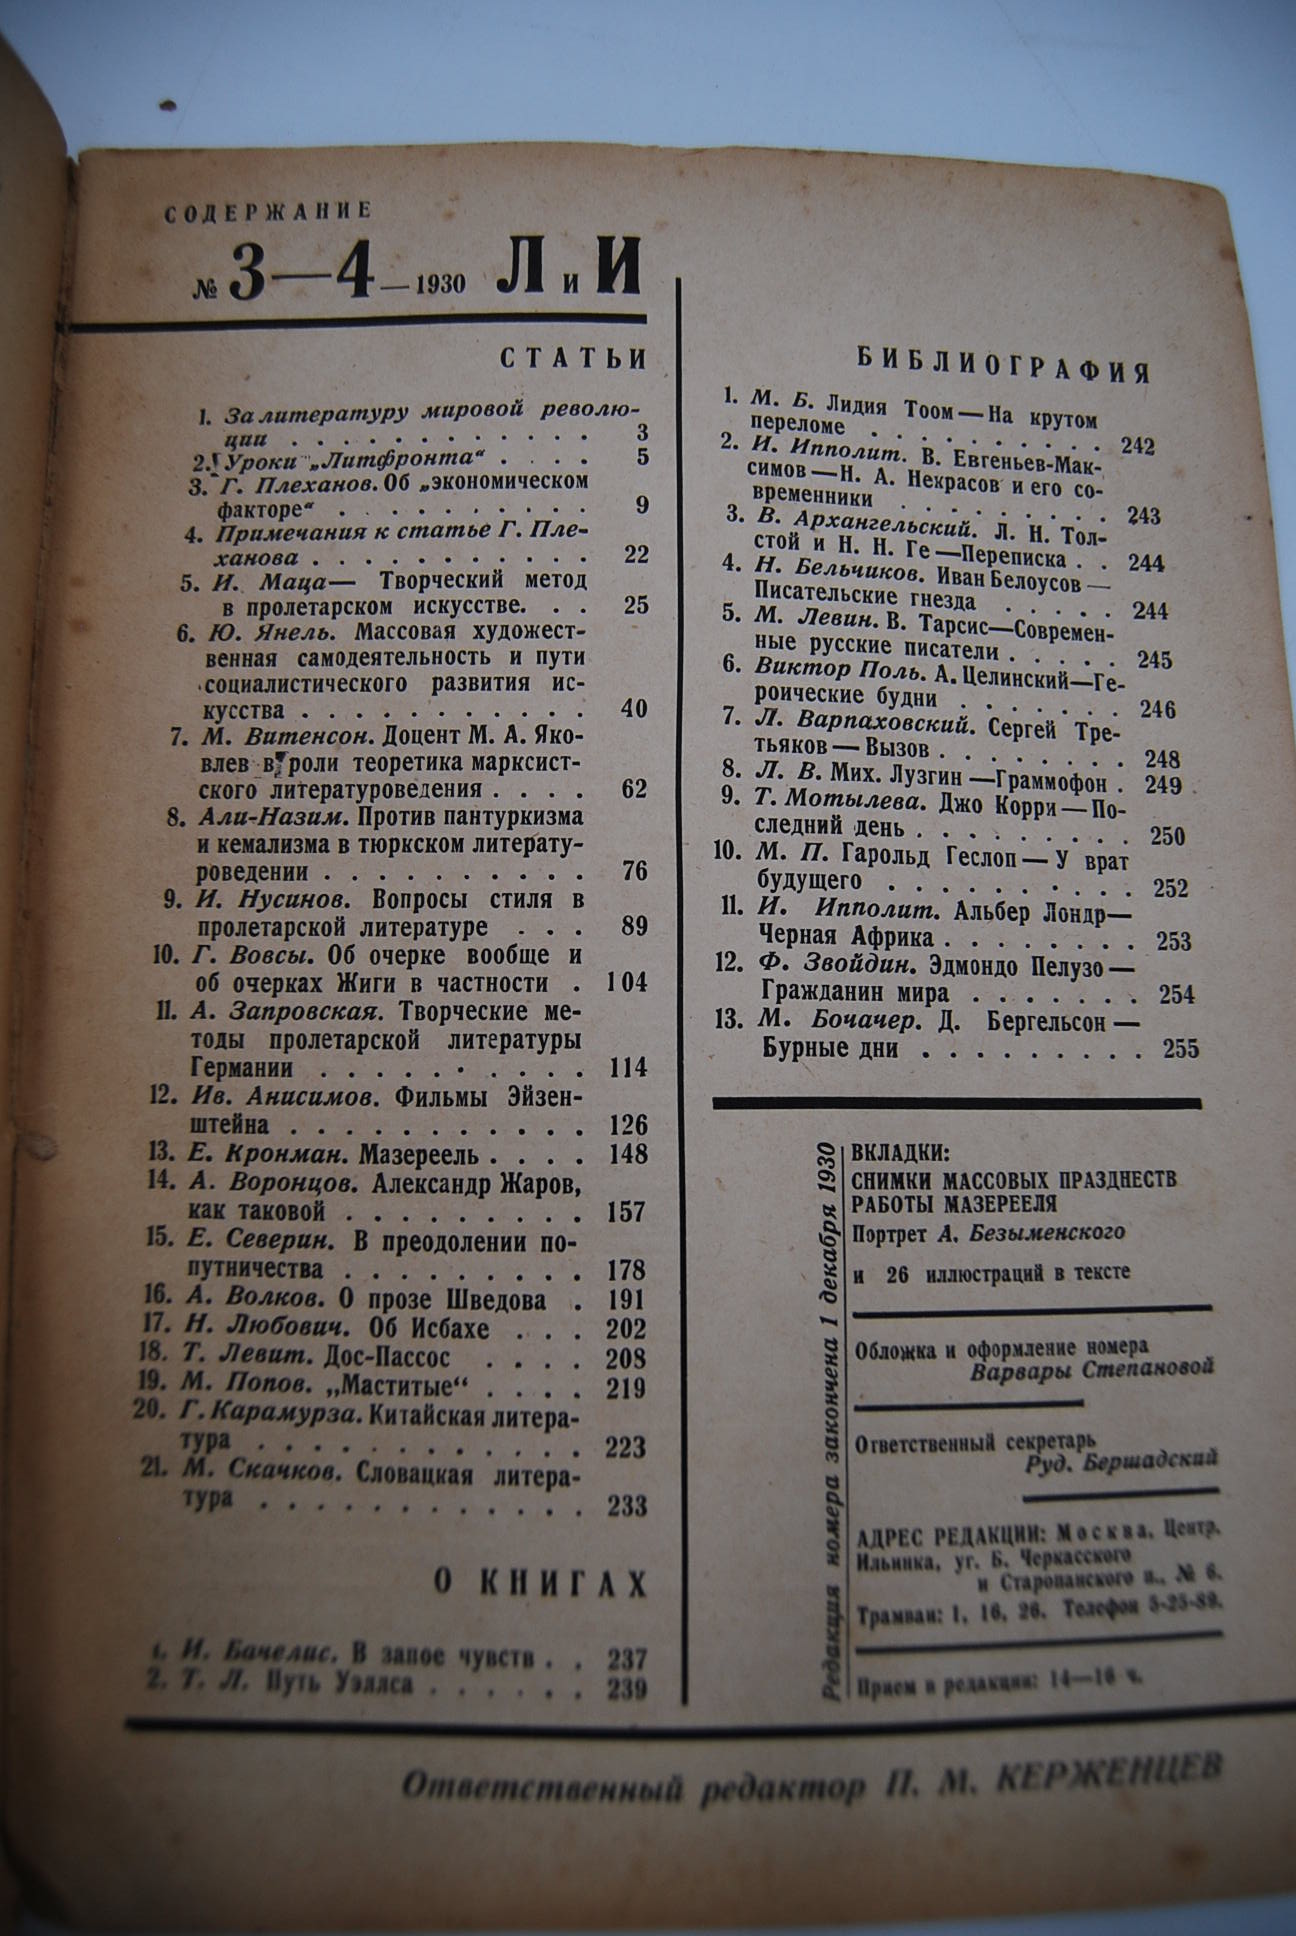 СОДЕРЖАНИЕ
№ 3—4—1930 Л и И
СТАТЬИ
1. За литературу мировой револю-
ции . . . . . . . . . . . . 3
2. Уроки „Литфронта“ . . . . 5
3. Г. Плеханов. Об „экономическом
факторе“ . . . . . . . . . 9
4. Примечания к статье Г. Пле-
ханова . . . . . . . . . . . 22
5. И. Маца— Творческий метод
в пролетарском искусстве. . . 25
6. Ю. Янель. Массовая художест-
венная самодеятельность и пути
социалистического развития ис-
кусства . . . . . . . . . . . 40
7. М. Витенсон. Доцент М. А. Яко-
влев в роли теоретика марксист-
ского литературоведения . . . . 62
8. Али-Назим. Против пантуркизма
и кемализма в тюркском литерату-
роведении . . . . . . . . . . 76
9. И. Нусинов. Вопросы стиля в
пролетарской литературе . . . 89
10. Г. Вовсы. Об очерке вообще и
об очерках Жиги в частности . 104
11. А. Запровская. Творческие ме-
тоды пролетарской литературы
Германии . . . . . . . . . . 114
12. Ив. Анисимов. Фильмы Эйзен-
штейна . . . . . . . . . . . 126
13. Е. Кронман. Мазереель . . . . 148
14. А. Воронцов. Александр Жаров,
как таковой . . . . . . . . . 157
15. Е. Северин. В преодолении по-
путничества . . . . . . . . . 178
16. А. Волков. О прозе Шведова . 191
17. Н. Любович. Об Исбахе . . . 202
18. Т. Левит. Дос-Пассос . . . . 208
19. М. Попов. „Маститые“ . . . . 219
20. Г. Карамурза. Китайская литера-
тура . . . . . . . . . . . . 223
21. М. Скачков. Словацкая литера-
тура . . . . . . . . . . . . 233
О КНИГАХ
1. И. Бачелис. В запое чувств . . 237
2. Т. Л. Путь Уэллса . . . . . . 239
БИБЛИОГРАФИЯ
1. М. Б. Лидия Тоом—На крутом
переломе . . . . . . . . . . 242
2. И. Ипполит. В. Евгеньев-Мак-
симов—Н. А. Некрасов и его со-
временники . . . . . . . . . 243
3. В. Архангельский. Л. Н. Тол-
стой и Н. Н. Ге—Переписка . . 244
4. Н. Бельчиков. Иван Белоусов—
Писательские гнезда . . . . . 244
5. М. Левин. В. Тарсис—Современ-
ные русские писатели . . . . . 245
6. Виктор Поль. А. Целинский—Ге-
роические будни . . . . . . . 246
7. Л. Варпаховский. Сергей Тре-
тьяков—Вызов . . . . . . . . 248
8. Л. В. Мих. Лузгин—Граммофон . 249
9. Т. Мотылева. Джо Корри—По-
следний день . . . . . . . . . 250
10. М. П. Гарольд Геслоп—У врат
будущего . . . . . . . . . . 252
11. И. Ипполит. Альбер Лондр—
Черная Африка . . . . . . . . 253
12. Ф. Звойдин. Эдмондо Пелузо—
Гражданин мира . . . . . . . 254
13. М. Бочачер. Д. Бергельсон—
Бурные дни . . . . . . . . . . 255
Редакция номера закончена 1 декабря 1930
ВКЛАДКИ:
СНИМКИ МАССОВЫХ ПРАЗДНЕСТВ
РАБОТЫ МАЗЕРЕЕЛЯ
Портрет А. Безыменского
и 26 иллюстраций в тексте
Обложка и оформление номера
Варвары Степановой
Ответственный секретарь
Руд. Бершадский
АДРЕС РЕДАКЦИИ: Москва, Центр,
Ильинка, уг. Б. Черкасского
и Старопанского п., № 6.
Трамваи: 1, 16, 26. Телефон 5-25-89.
Прием в редакции: 14—16 ч.
Ответственный редактор П. М. КЕРЖЕНЦЕВ